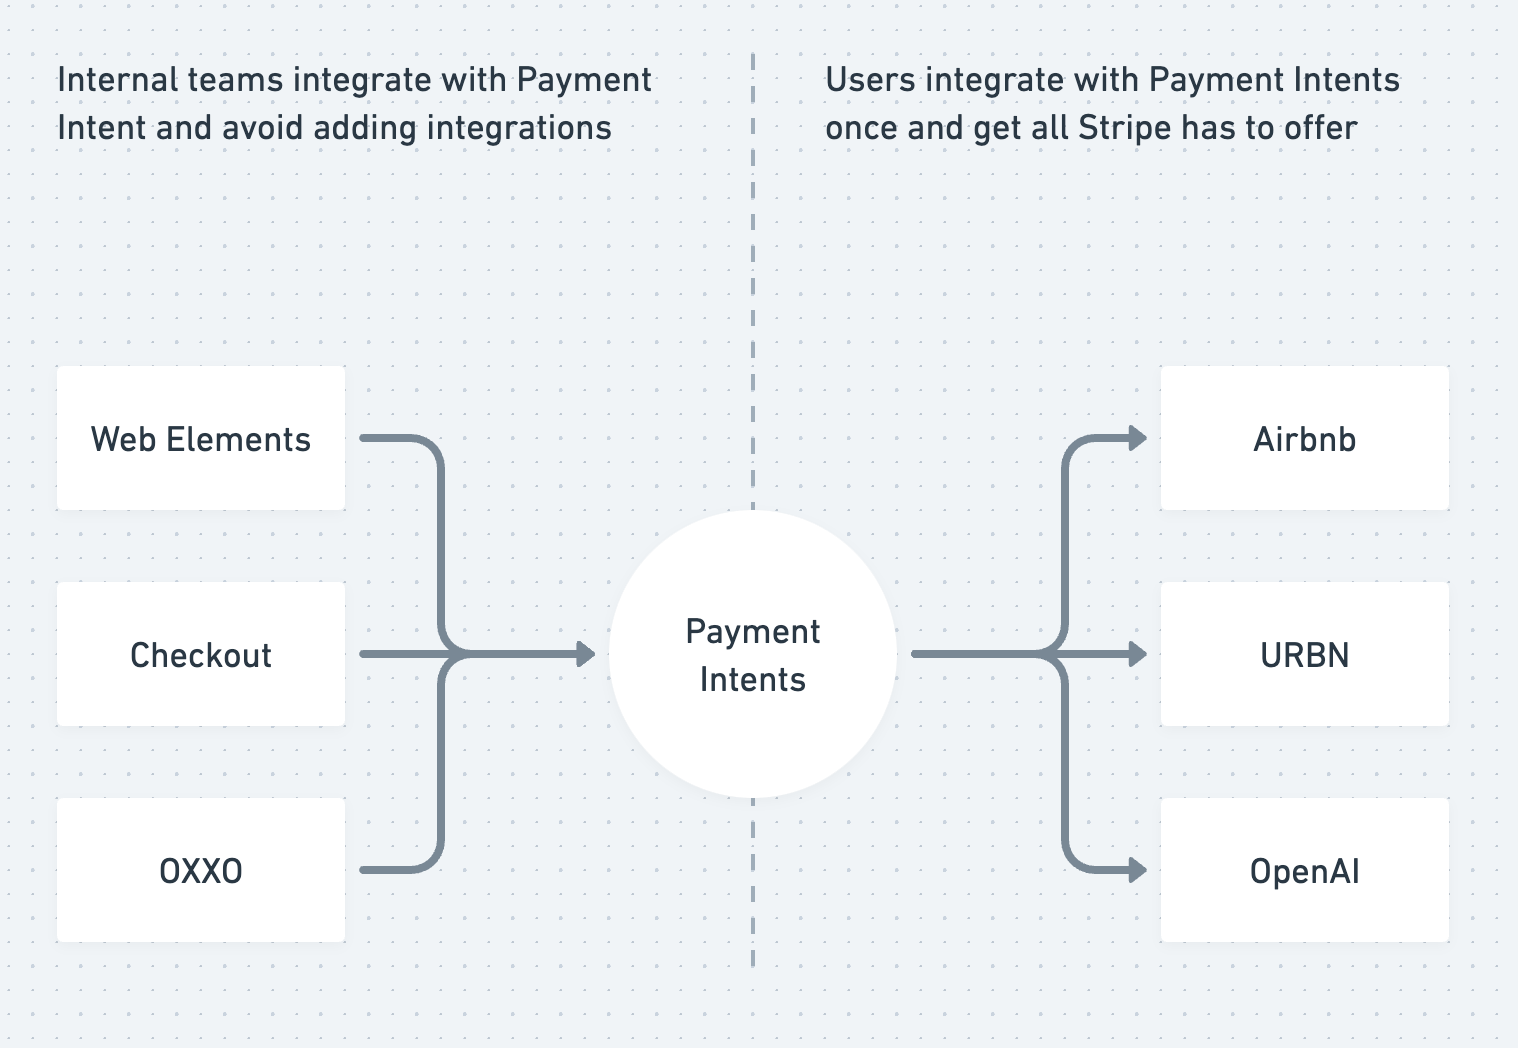 Internal teams integrate with Payment
Intent and avoid adding integrations
Users integrate with Payment Intents
once and get all Stripe has to offer
Web Elements
Checkout
OXXO
Payment
Intents
Airbnb
URBN
OpenAI